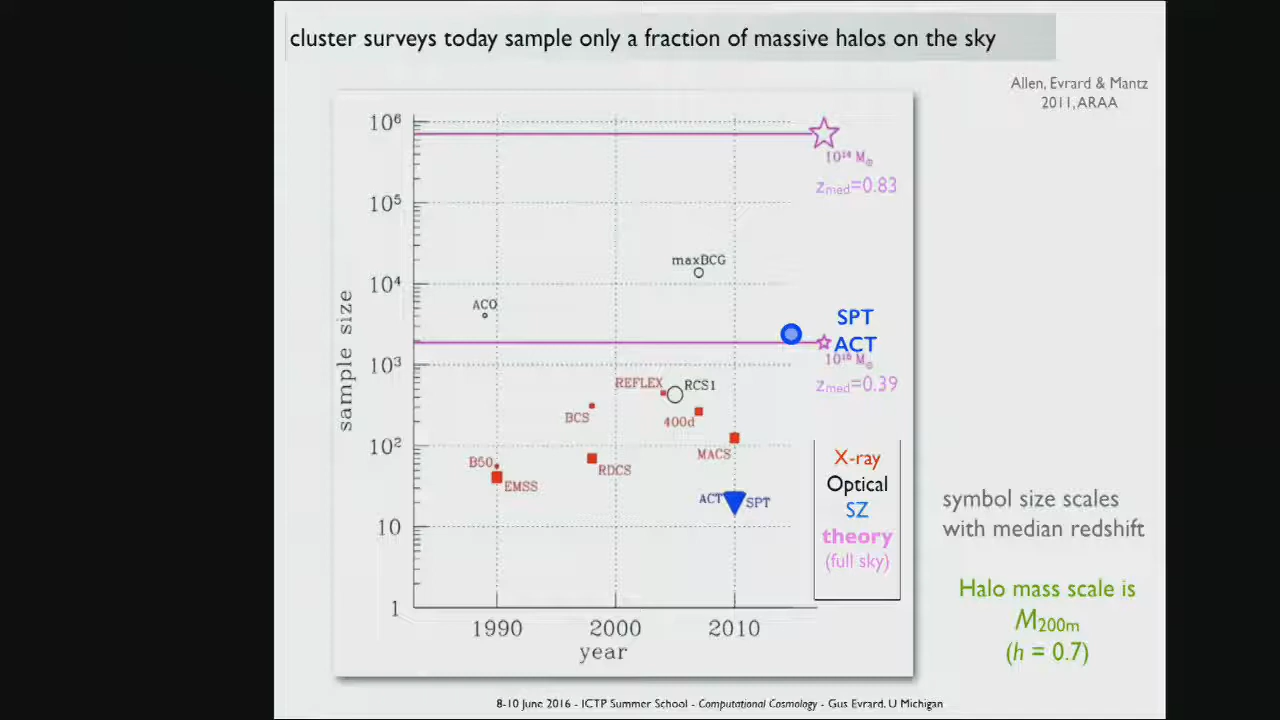 cluster surveys today sample only a fraction of massive halos on the sky
Allen, Evrard & Mantz
2011, ARAA
10⁶
10¹⁴ M⊙
z_med=0.83
10⁵
maxBCG
10⁴
ACO
SPT
ACT
10³
z_med=0.39
REFLEX
RCS1
BCS
400d
10²
MACS
B50
RDCS
EMSS
ACT
SPT
10
1
sample size
1990
2000
2010
year
X-ray
Optical
SZ
theory
(full sky)
symbol size scales
with median redshift
Halo mass scale is
M₂₀₀ₘ
(h = 0.7)
8-10 June 2016 - ICTP Summer School - Computational Cosmology - Gus Evrard, U Michigan